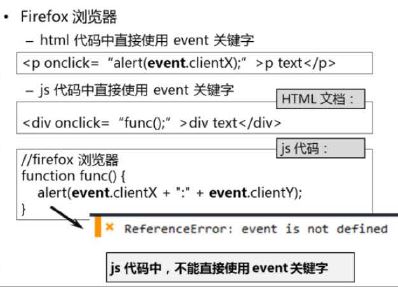 • Firefox 浏览器
– html 代码中直接使用 event 关键字
<p onclick= “alert(event.clientX);” >p text</p>
– js 代码中直接使用 event 关键字
HTML 文档：
<div onclick= “func();” >div text</div>
js 代码：
//firefox 浏览器
function func() {
alert(event.clientX + ":" + event.clientY);
}
✖ ReferenceError: event is not defined
js 代码中，不能直接使用 event 关键字